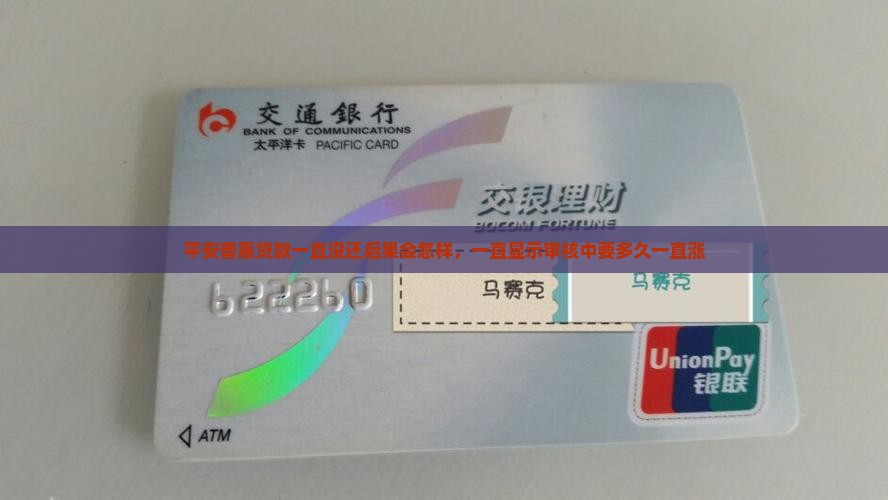 交通銀行
BANK OF COMMUNICATIONS
太平洋卡 PACIFIC CARD
交银理财
BOCOM FORTUNE
平安普惠贷款一直没还后果会怎样，一直显示审核中要多久一直涨
622260
马赛克
马赛克
UnionPay
银联
ATM